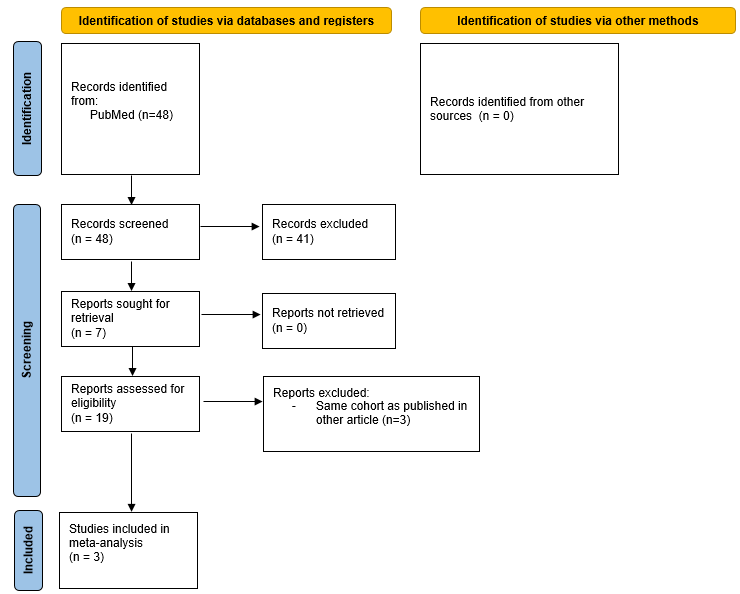 Identification of studies via databases and registers
Identification of studies via other methods
Identification
Records identified
from:
PubMed (n=48)
Records identified from other
sources (n = 0)
Screening
Records screened
(n = 48)
Records excluded
(n = 41)
Reports sought for
retrieval
(n = 7)
Reports not retrieved
(n = 0)
Reports assessed for
eligibility
(n = 19)
Reports excluded:
- Same cohort as published in
other article (n=3)
Included
Studies included in
meta-analysis
(n = 3)